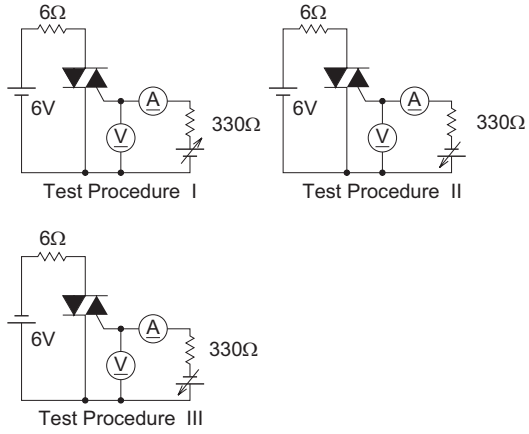 6Ω
6V
A
V
330Ω
Test Procedure I
6Ω
6V
A
V
330Ω
Test Procedure II
6Ω
6V
A
V
330Ω
Test Procedure III